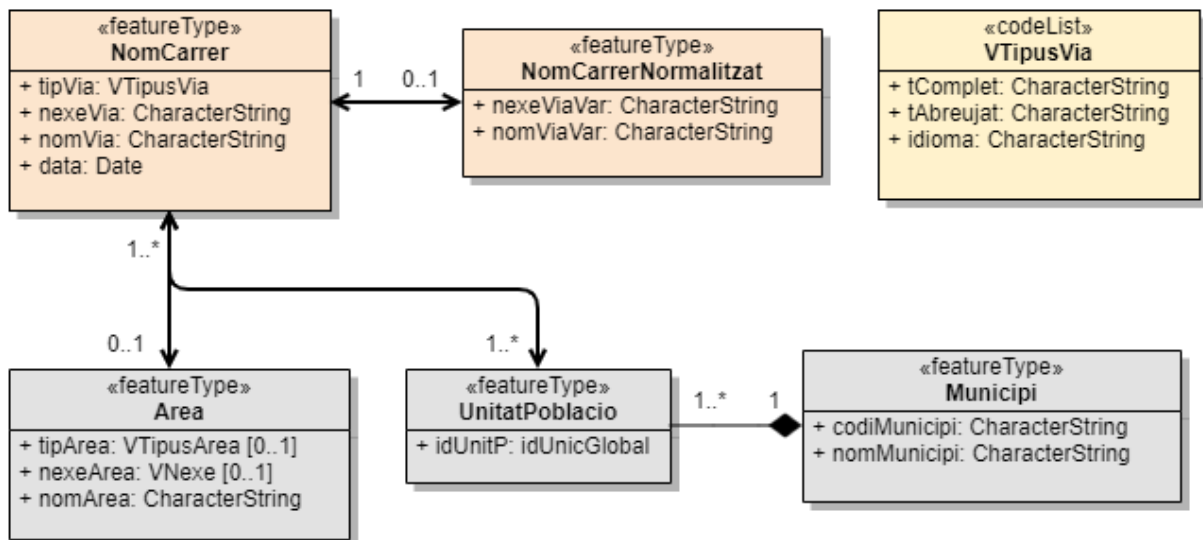 «featureType»
NomCarrer
+ tipVia: VTipusVia
+ nexeVia: CharacterString
+ nomVia: CharacterString
+ data: Date
1
0..1
«featureType»
NomCarrerNormalitzat
+ nexeViaVar: CharacterString
+ nomViaVar: CharacterString
«codeList»
VTipusVia
+ tComplet: CharacterString
+ tAbreujat: CharacterString
+ idioma: CharacterString
1..*
0..1
1..*
«featureType»
Area
+ tipArea: VTipusArea [0..1]
+ nexeArea: VNexe [0..1]
+ nomArea: CharacterString
«featureType»
UnitatPoblacio
+ idUnitP: idUnicGlobal
1..*
1
«featureType»
Municipi
+ codiMunicipi: CharacterString
+ nomMunicipi: CharacterString